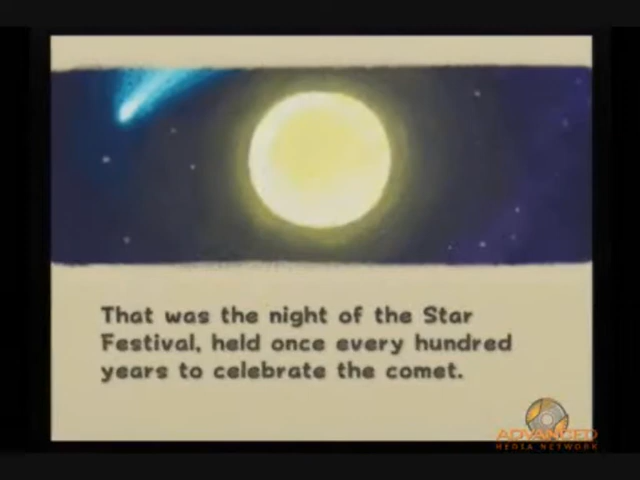 That was the night of the Star
Festival, held once every hundred
years to celebrate the comet.
ADVANCED
MEDIA NETWORK